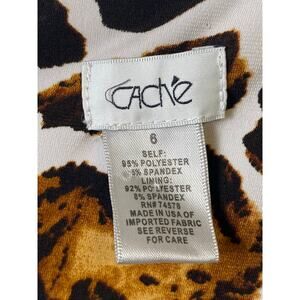 CACHÉ
6
SELF:
95% POLYESTER
5% SPANDEX
LINING:
92% POLYESTER
8% SPANDEX
RN# 74578
MADE IN USA OF
IMPORTED FABRIC
SEE REVERSE
FOR CARE